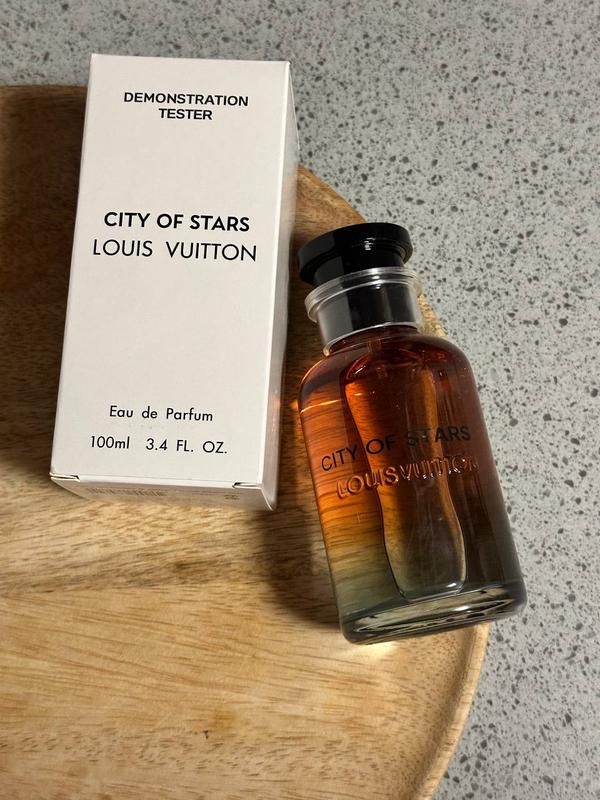 DEMONSTRATION
TESTER
CITY OF STARS
LOUIS VUITTON
Eau de Parfum
100ml 3.4 FL. OZ.
CITY OF STARS
LOUIS VUITTON